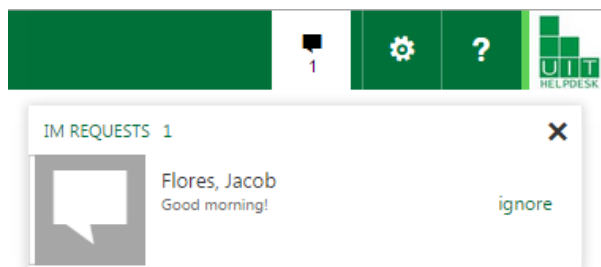 1
?
UIT
HELPDESK
IM REQUESTS 1
Flores, Jacob
Good morning!
ignore